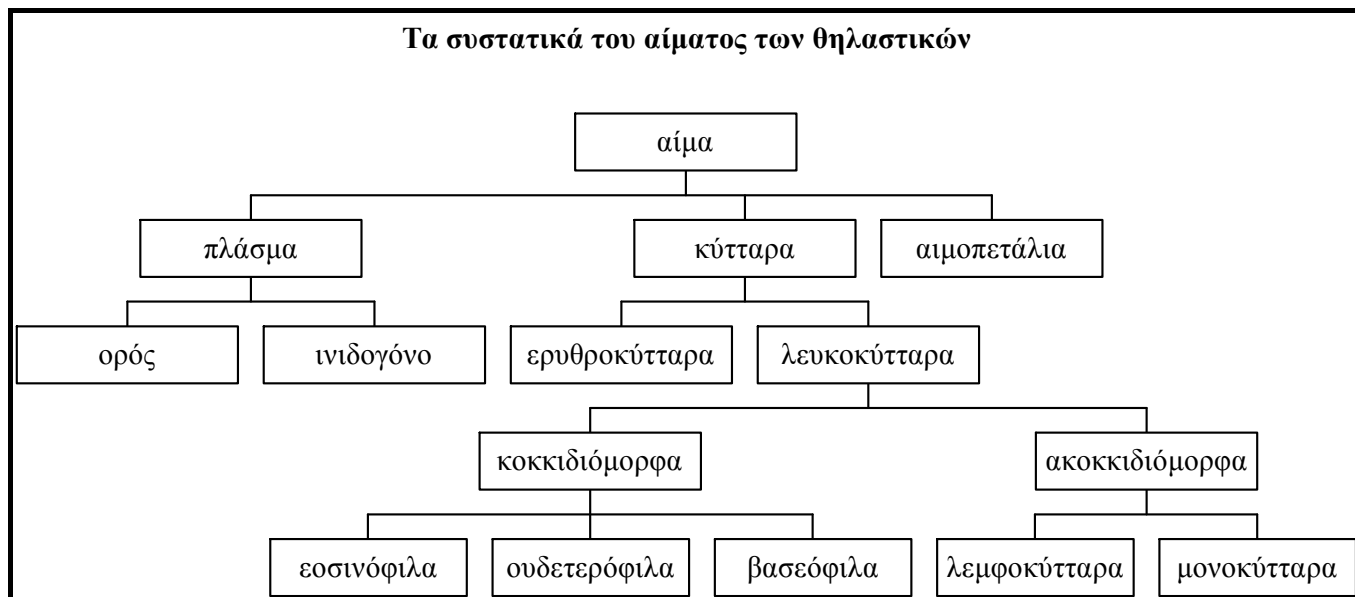 Τα συστατικά του αίματος των θηλαστικών
αίμα
πλάσμα κύτταρα αιμοπετάλια
ορός ινιδογόνο ερυθροκύτταρα λευκοκύτταρα
κοκκιδιόμορφα ακοκκιδιόμορφα
εοσινόφιλα ουδετερόφιλα βασεόφιλα λεμφοκύτταρα μονοκύτταρα